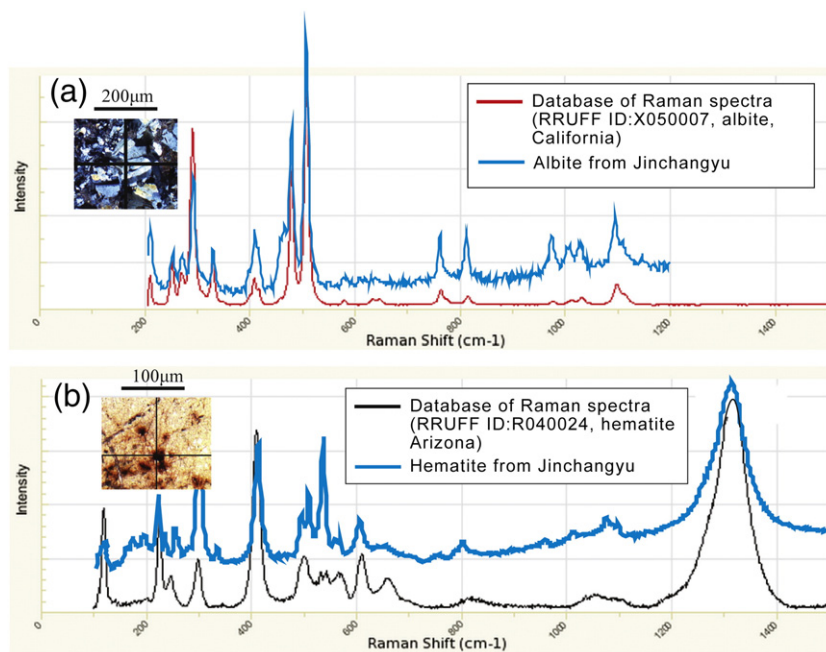 (a)
200μm
Database of Raman spectra
(RRUFF ID:X050007, albite,
California)
Albite from Jinchangyu
Intensity
0
200
400
600
800
1000
1200
1400
Raman Shift (cm-1)
(b)
100μm
Database of Raman spectra
(RRUFF ID:R040024, hematite
Arizona)
Hematite from Jinchangyu
Intensity
0
200
400
600
800
1000
1200
1400
Raman Shift (cm-1)